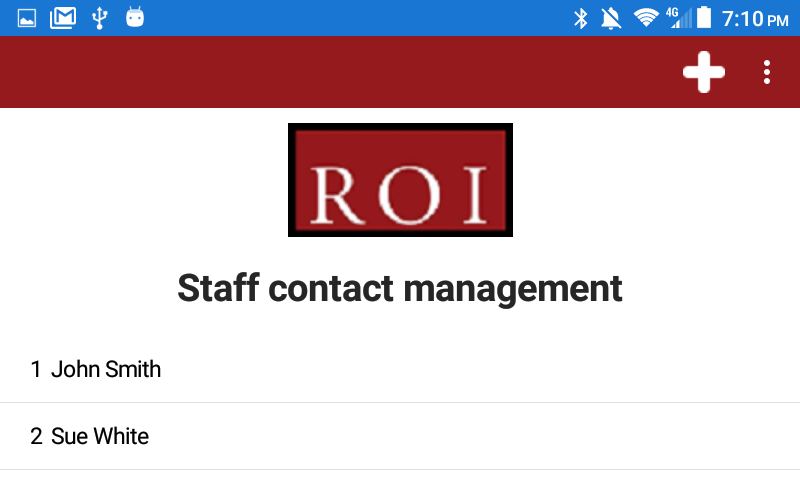 4G 7:10 PM
ROI
Staff contact management
1 John Smith
2 Sue White